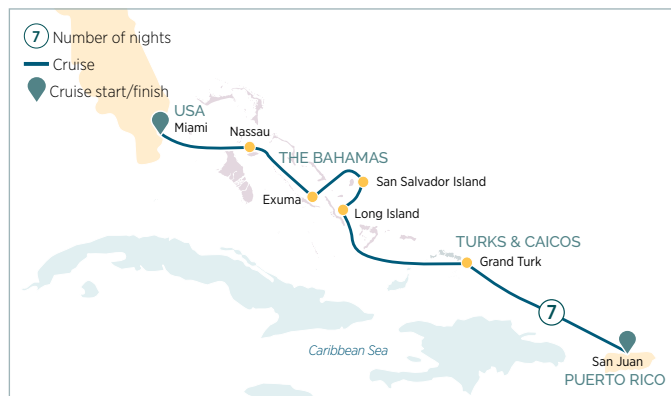 7 Number of nights
Cruise
Cruise start/finish
USA
Miami
Nassau
THE BAHAMAS
San Salvador Island
Exuma
Long Island
TURKS & CAICOS
Grand Turk
7
Caribbean Sea
San Juan
PUERTO RICO